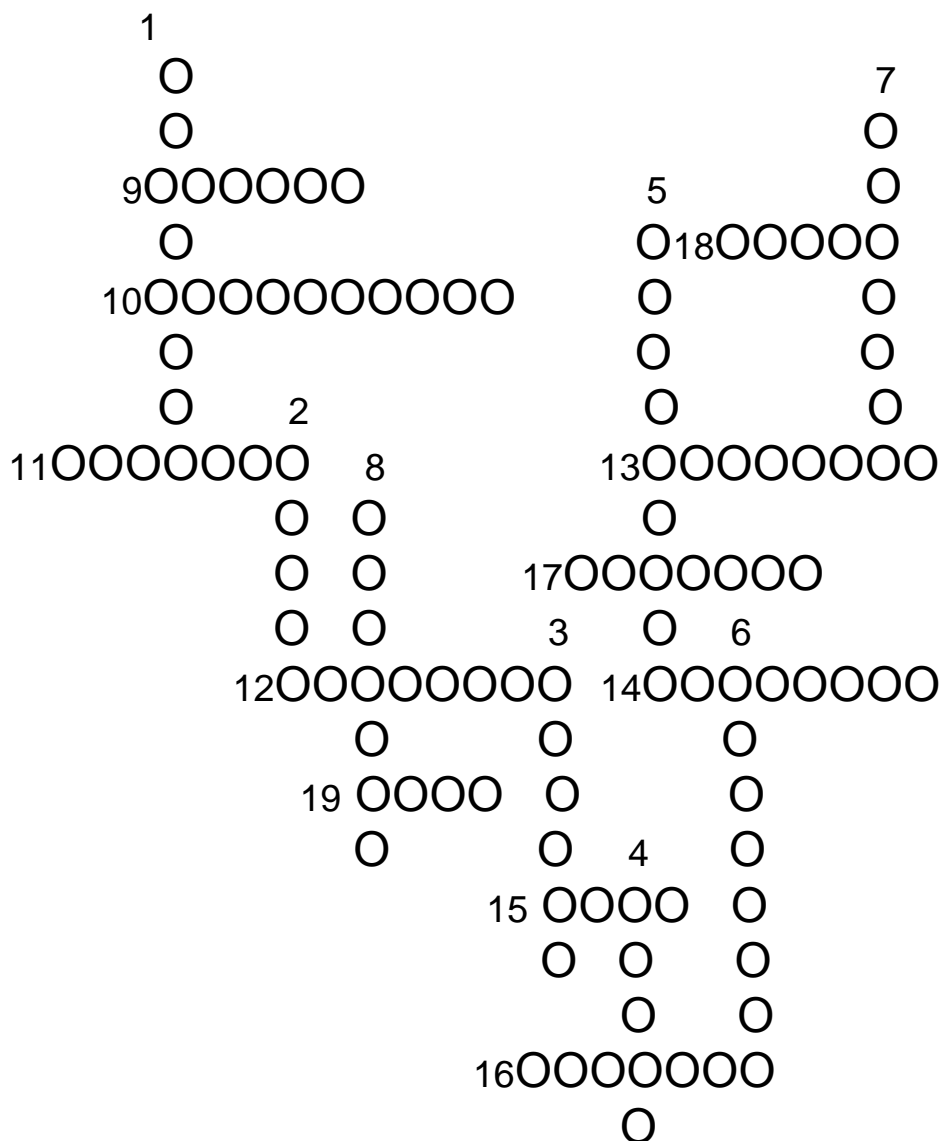 1
O 7
O O
9OOOOOO 5 O
O O18OOOOO
10OOOOOOOOOO O O
O O O
O 2 O O
11OOOOOOO 8 13OOOOOOOO
O O O
O O 17OOOOOOO
O O 3 O 6
12OOOOOOOO 14OOOOOOOO
O O O
19 OOOO O O
O O 4 O
15 OOOO O
O O O
O O
16OOOOOOO
O